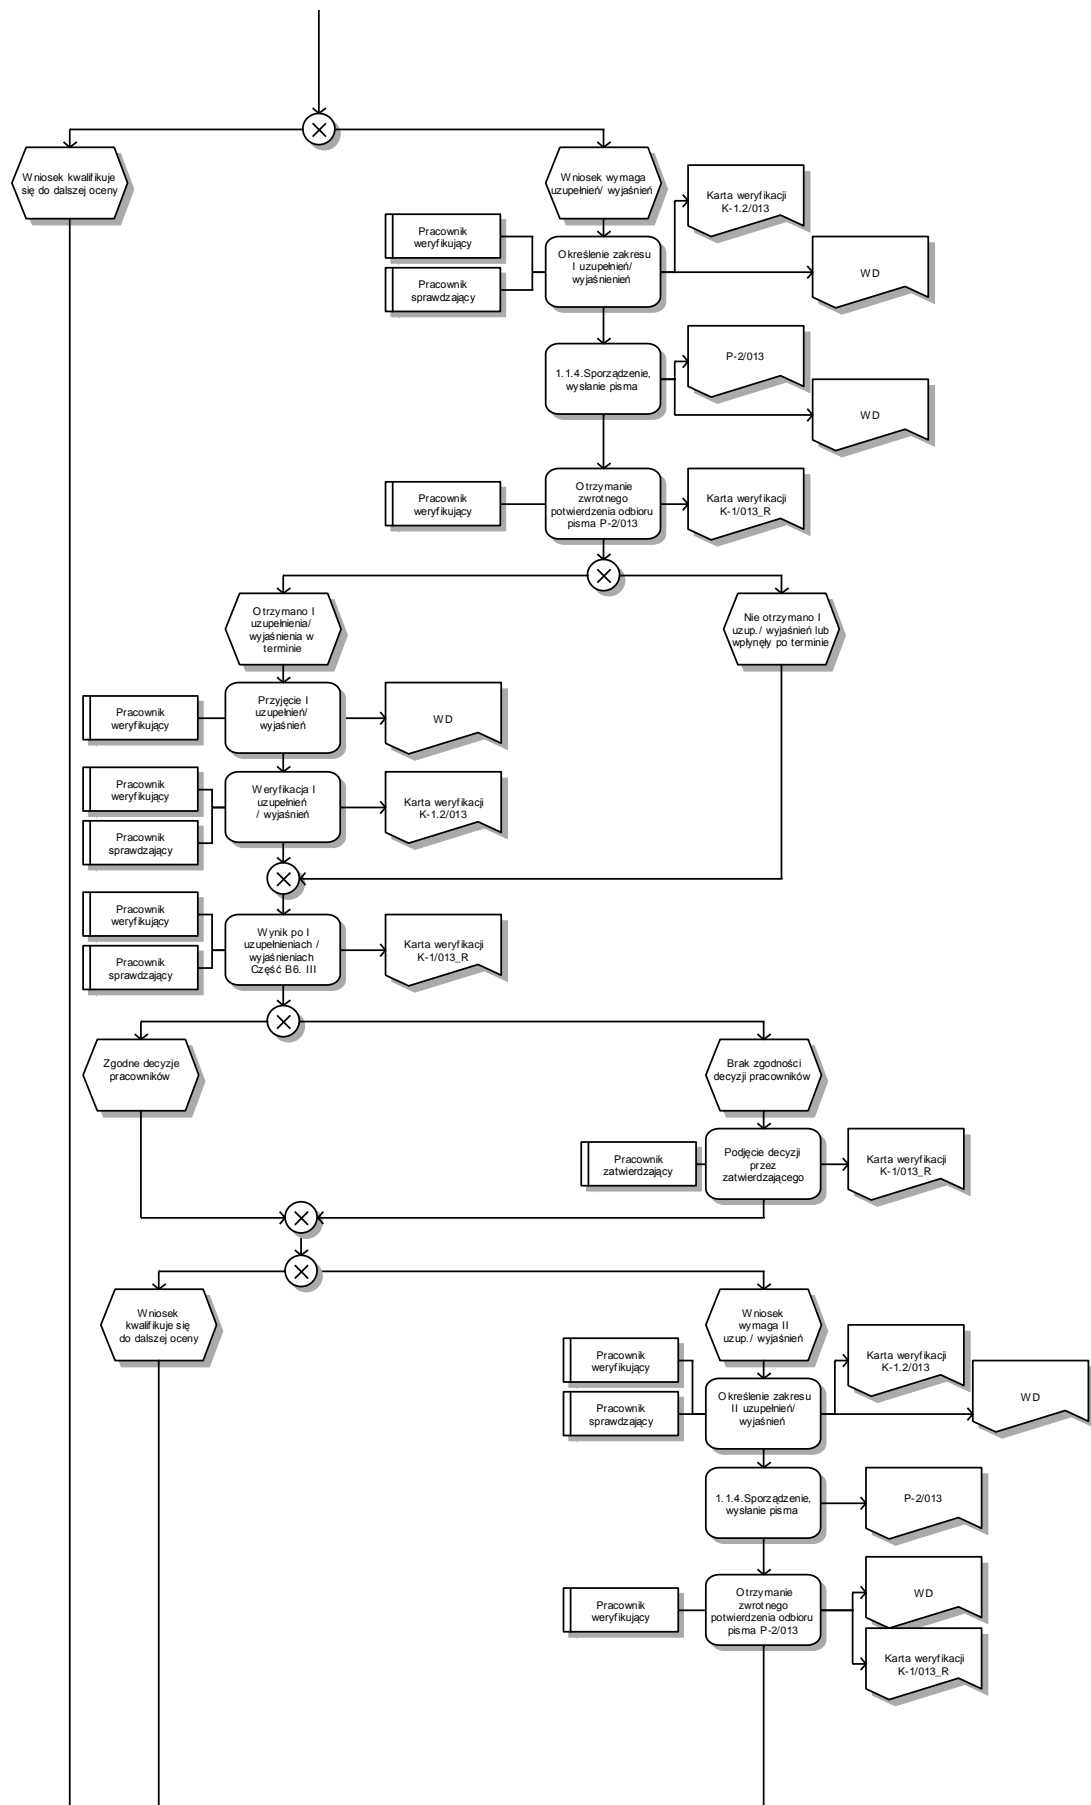 Wniosek kwalifikuje
się do dalszej oceny
Wniosek wymaga
uzupełnień/ wyjaśnień
Karta weryfikacji
K-1.2/013
Pracownik
weryfikujący
Pracownik
sprawdzający
Określenie zakresu
I uzupełnień/
wyjaśnienień
WD
1.1.4.Sporządzenie,
wysłanie pisma
P-2/013
WD
Pracownik
weryfikujący
Otrzymanie
zwrotnego
potwierdzenia odbioru
pisma P-2/013
Karta weryfikacji
K-1/013_R
Otrzymano I
uzupełnienia/
wyjaśnienia w
terminie
Nie otrzymano I
uzup./ wyjaśnień lub
wpłynęły po terminie
Pracownik
weryfikujący
Przyjęcie I
uzupełnień/
wyjaśnień
WD
Pracownik
weryfikujący
Pracownik
sprawdzający
Weryfikacja I
uzupełnień
/ wyjaśnień
Karta weryfikacji
K-1.2/013
Pracownik
weryfikujący
Pracownik
sprawdzający
Wynik po I
uzupełnieniach /
wyjaśnieniach
Część B6. III
Karta weryfikacji
K-1/013_R
Zgodne decyzje
pracowników
Brak zgodności
decyzji pracowników
Pracownik
zatwierdzający
Podjęcie decyzji
przez
zatwierdzającego
Karta weryfikacji
K-1/013_R
Wniosek
kwalifikuje się
do dalszej oceny
Wniosek
wymaga II
uzup./ wyjaśnień
Pracownik
weryfikujący
Pracownik
sprawdzający
Określenie zakresu
II uzupełnień/
wyjaśnień
Karta weryfikacji
K-1.2/013
WD
1.1.4.Sporządzenie,
wysłanie pisma
P-2/013
Pracownik
weryfikujący
Otrzymanie
zwrotnego
potwierdzenia odbioru
pisma P-2/013
WD
Karta weryfikacji
K-1/013_R